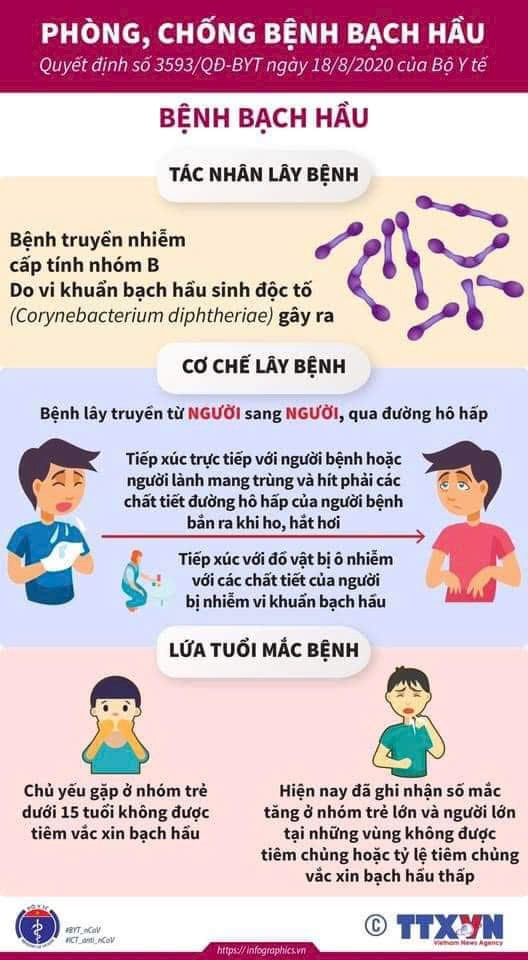 PHÒNG, CHỐNG BỆNH BẠCH HẦU
Quyết định số 3593/QĐ-BYT ngày 18/8/2020 của Bộ Y tế
BỆNH BẠCH HẦU
TÁC NHÂN LÂY BỆNH
Bệnh truyền nhiễm
cấp tính nhóm B
Do vi khuẩn bạch hầu sinh độc tố
(Corynebacterium diphtheriae) gây ra
CƠ CHẾ LÂY BỆNH
Bệnh lây truyền từ NGƯỜI sang NGƯỜI, qua đường hô hấp
Tiếp xúc trực tiếp với người bệnh hoặc
người lành mang trùng và hít phải các
chất tiết đường hô hấp của người bệnh
bắn ra khi ho, hắt hơi
Tiếp xúc với đồ vật bị ô nhiễm
với các chất tiết của người
bị nhiễm vi khuẩn bạch hầu
LỨA TUỔI MẮC BỆNH
Chủ yếu gặp ở nhóm trẻ
dưới 15 tuổi không được
tiêm vắc xin bạch hầu
Hiện nay đã ghi nhận số mắc
tăng ở nhóm trẻ lớn và người lớn
tại những vùng không được
tiêm chủng hoặc tỷ lệ tiêm chủng
vắc xin bạch hầu thấp
BỘ Y TẾ
#BYT_nCoV
#ICT_anti_nCoV
© TTXVN
Vietnam News Agency
https://infographics.vn